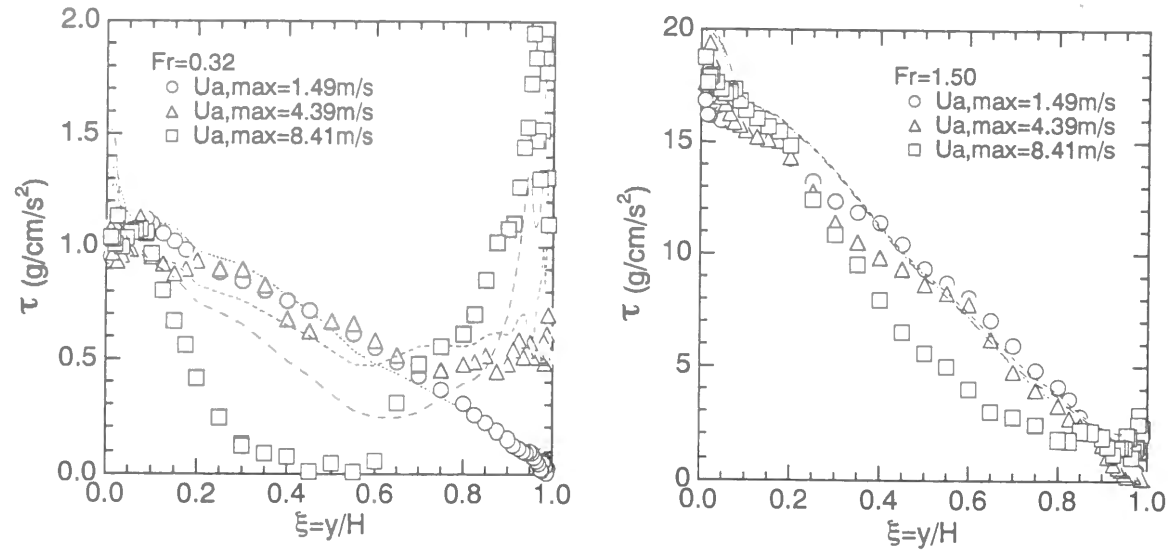 2.0
1.5
1.0
0.5
0.0
τ (g/cm/s²)
Fr=0.32
Ua,max=1.49m/s
Ua,max=4.39m/s
Ua,max=8.41m/s
0.0 0.2 0.4 0.6 0.8 1.0
ξ=y/H
20
15
10
5
0
τ (g/cm/s²)
Fr=1.50
Ua,max=1.49m/s
Ua,max=4.39m/s
Ua,max=8.41m/s
0.0 0.2 0.4 0.6 0.8 1.0
ξ=y/H